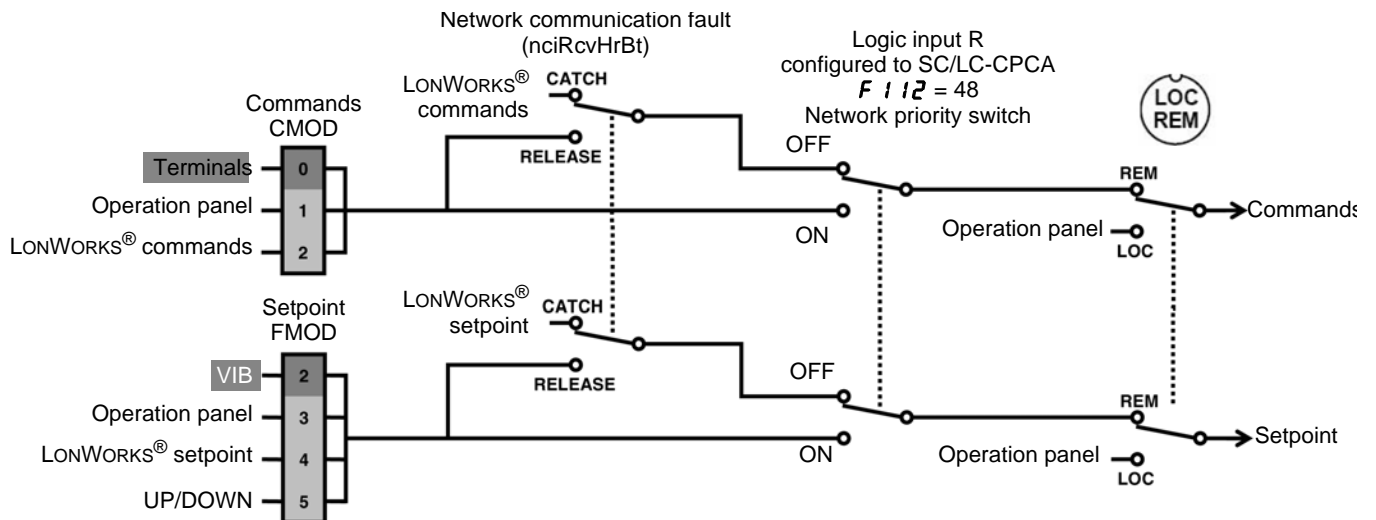 Network communication fault
(nciRcvHrBt)
Logic input R
configured to SC/LC-CPCA
F112 = 48
Network priority switch
LOC
REM
LONWORKS®
commands
CATCH
RELEASE
Commands
CMOD
Terminals
0
Operation panel
1
LONWORKS® commands
2
OFF
ON
REM
Operation panel
LOC
Commands
Setpoint
FMOD
LONWORKS®
setpoint
CATCH
RELEASE
VIB
2
Operation panel
3
LONWORKS® setpoint
4
UP/DOWN
5
OFF
ON
REM
Operation panel
LOC
Setpoint